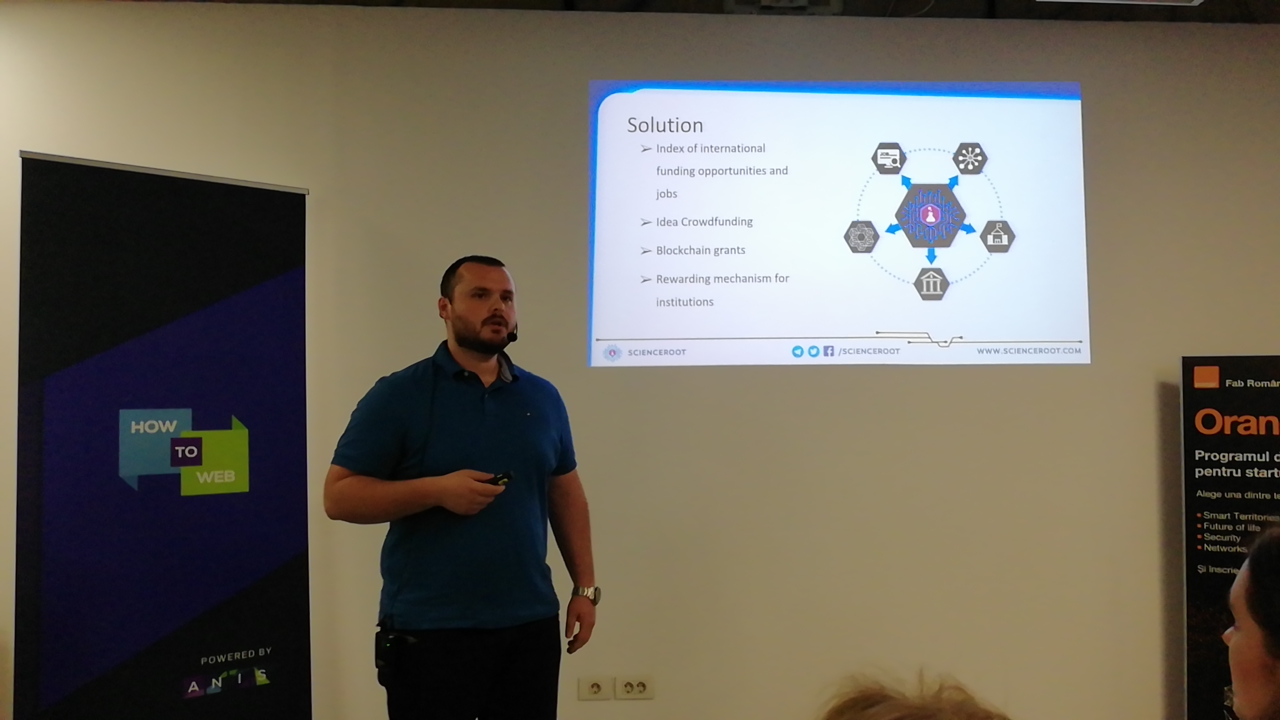 HOW
TO
WEB
POWERED BY
ANIS
Solution
➢ Index of international
funding opportunities and
jobs
➢ Idea Crowdfunding
➢ Blockchain grants
➢ Rewarding mechanism for
institutions
SCIENCEROOT
/SCIENCEROOT
WWW.SCIENCEROOT.COM
Fab Român
Oran
Programul
pentru start
Alege una dintre
• Smart Territories
• Future of life
• Security
• Networks
Și înscrie